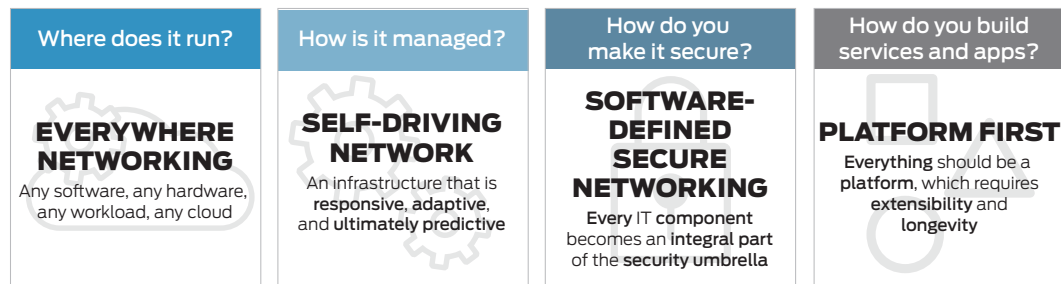 Where does it run?
EVERYWHERE
NETWORKING
Any software, any hardware,
any workload, any cloud
How is it managed?
SELF-DRIVING
NETWORK
An infrastructure that is
responsive, adaptive,
and ultimately predictive
How do you
make it secure?
SOFTWARE-
DEFINED
SECURE
NETWORKING
Every IT component
becomes an integral part
of the security umbrella
How do you build
services and apps?
PLATFORM FIRST
Everything should be a
platform, which requires
extensibility and
longevity